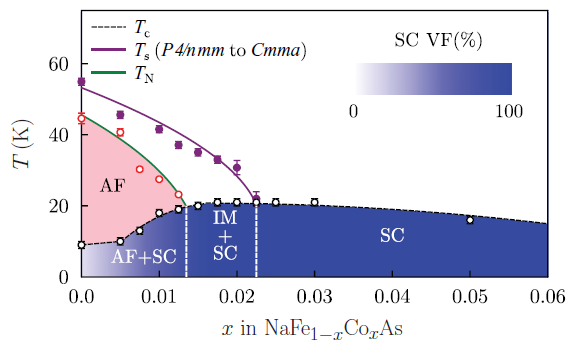 T_c
T_s (P4/nmm to Cmma)
T_N
SC VF(%)
0 100
60
40
20
0
T (K)
AF
AF+SC
IM
+
SC
SC
0.0 0.01 0.02 0.03 0.04 0.05 0.06
x in NaFe_{1−x}Co_xAs